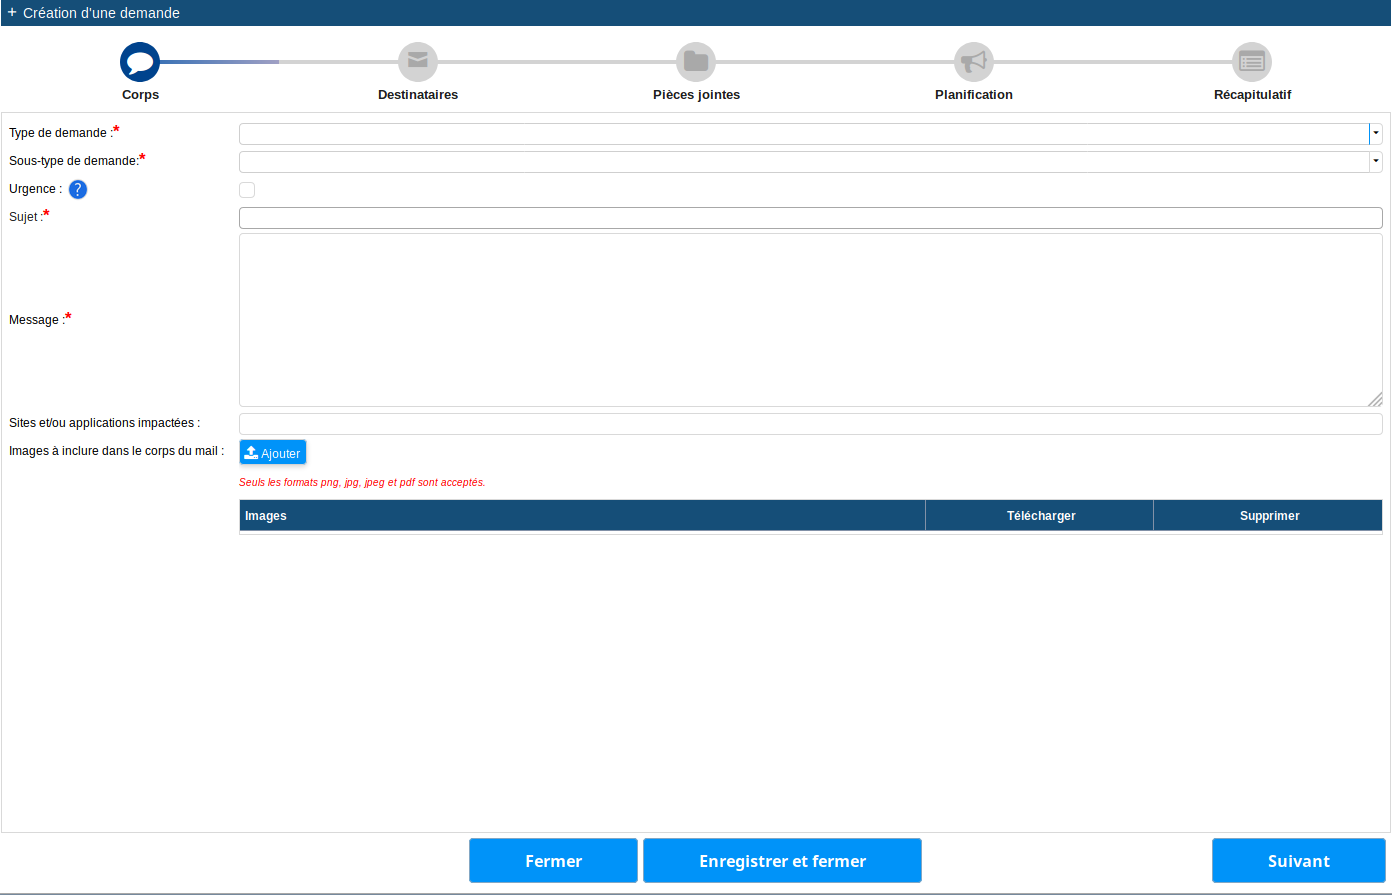 + Création d'une demande
Corps
Destinataires
Pièces jointes
Planification
Récapitulatif
Type de demande :*
Sous-type de demande:*
Urgence : ?
Sujet :*
Message :*
Sites et/ou applications impactées :
Images à inclure dans le corps du mail : Ajouter
Seuls les formats png, jpg, jpeg et pdf sont acceptés.
Images Télécharger Supprimer
Fermer Enregistrer et fermer Suivant